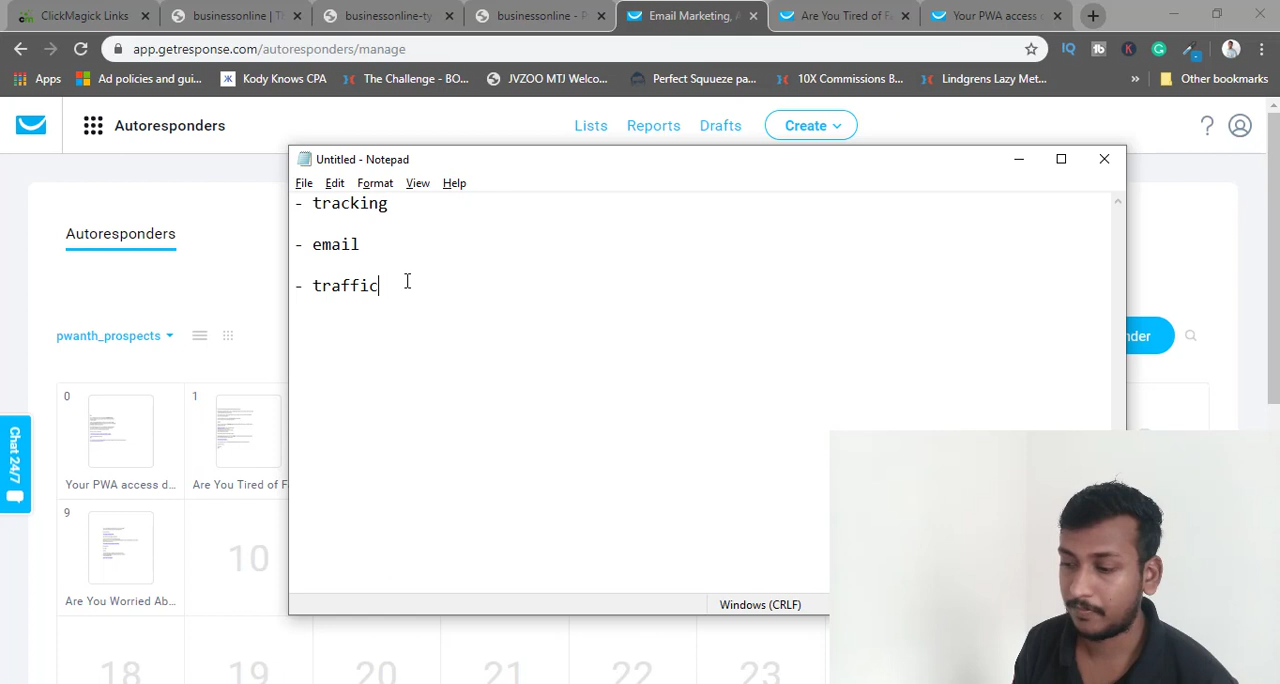 ClickMagick Links
businessonline | Th
businessonline-ty
businessonline - P
Email Marketing, A
Are You Tired of Fa
Your PWA access d
app.getresponse.com/autoresponders/manage
Apps
Ad policies and gui...
Kody Knows CPA
The Challenge - BO...
JVZOO MTJ Welco...
Perfect Squueze pa...
10X Commissions B...
Lindgrens Lazy Met...
»
Other bookmarks
Autoresponders
Lists
Reports
Drafts
Create
Untitled - Notepad
File Edit Format View Help
- tracking
- email
- traffic
Windows (CRLF)
Autoresponders
pwanth_prospects
nder
0
1
Your PWA access d...
Are You Tired of F
9
10
Are You Worried Ab...
18
19
20
21
22
23
Chat 24/7